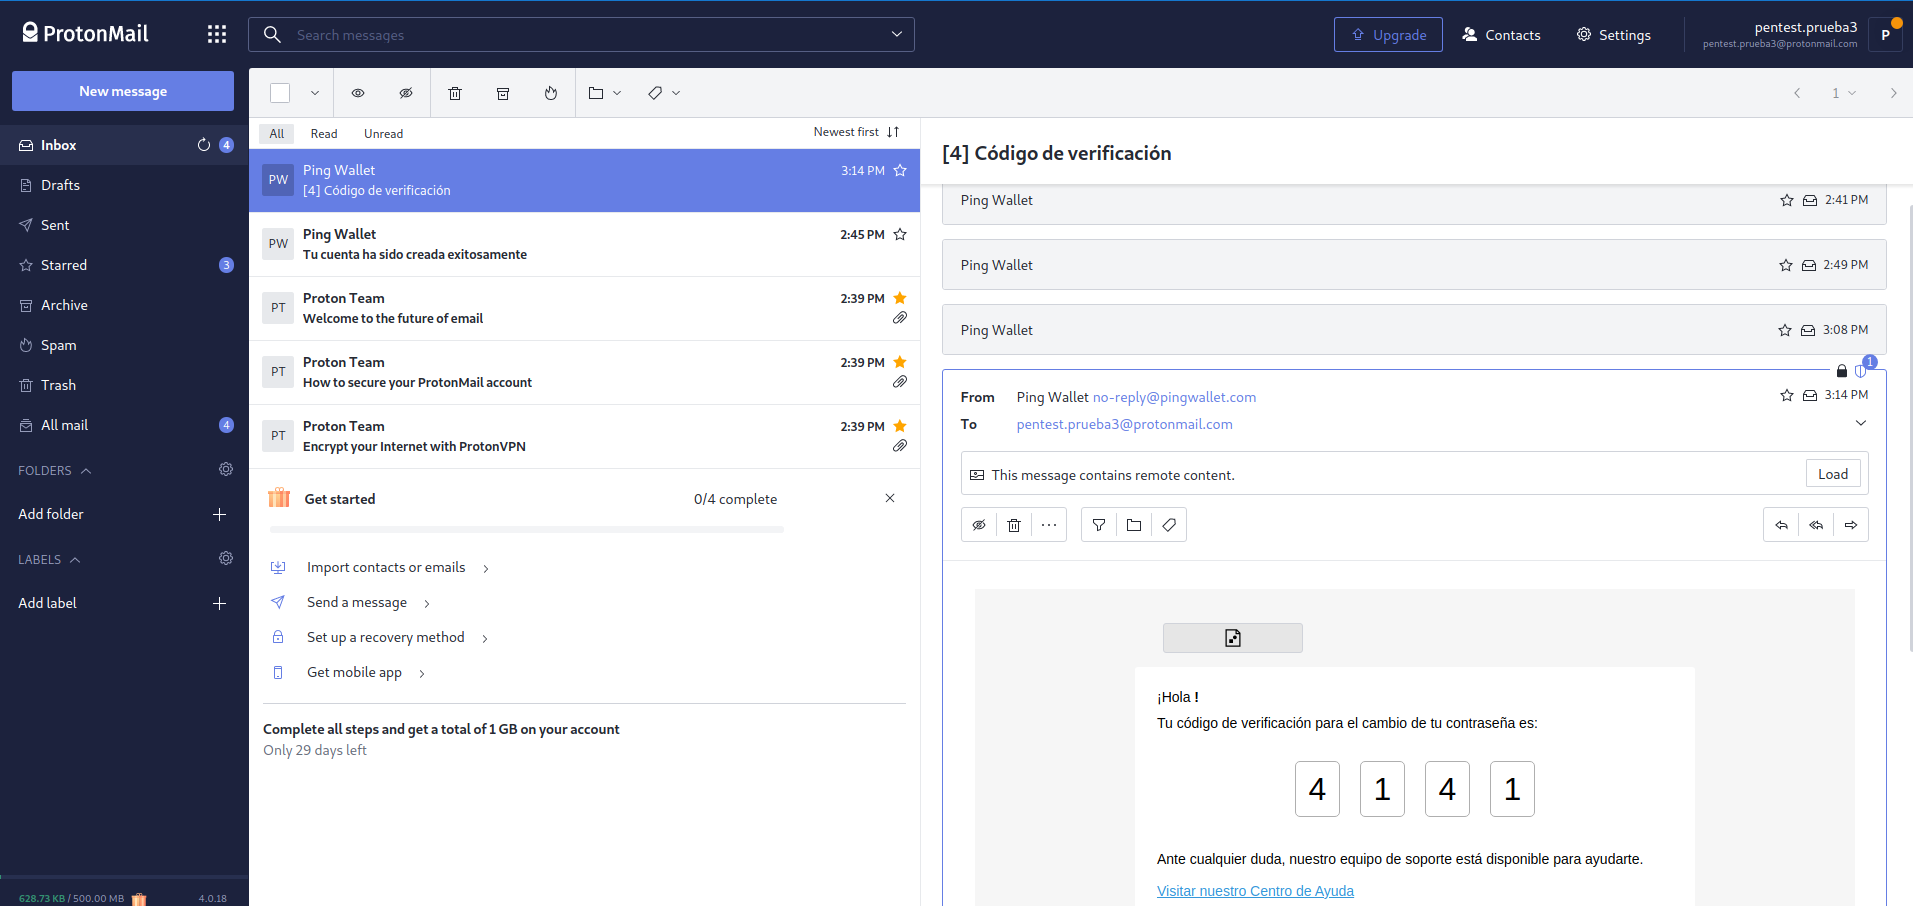 ProtonMail
Search messages
Upgrade
Contacts
Settings
pentest.prueba3
pentest.prueba3@protonmail.com
P
New message
Inbox 4
Drafts
Sent
Starred 3
Archive
Spam
Trash
All mail 4
FOLDERS
Add folder
LABELS
Add label
628.73 KB / 500.00 MB
4.0.18
1
All Read Unread
Newest first
PW
Ping Wallet 3:14 PM
[4] Código de verificación
PW
Ping Wallet 2:45 PM
Tu cuenta ha sido creada exitosamente
PT
Proton Team 2:39 PM
Welcome to the future of email
PT
Proton Team 2:39 PM
How to secure your ProtonMail account
PT
Proton Team 2:39 PM
Encrypt your Internet with ProtonVPN
Get started 0/4 complete
Import contacts or emails
Send a message
Set up a recovery method
Get mobile app
Complete all steps and get a total of 1 GB on your account
Only 29 days left
[4] Código de verificación
Ping Wallet 2:41 PM
Ping Wallet 2:49 PM
Ping Wallet 3:08 PM
1
From Ping Wallet no-reply@pingwallet.com 3:14 PM
To pentest.prueba3@protonmail.com
This message contains remote content. Load
¡Hola !
Tu código de verificación para el cambio de tu contraseña es:
4 1 4 1
Ante cualquier duda, nuestro equipo de soporte está disponible para ayudarte.
Visitar nuestro Centro de Ayuda